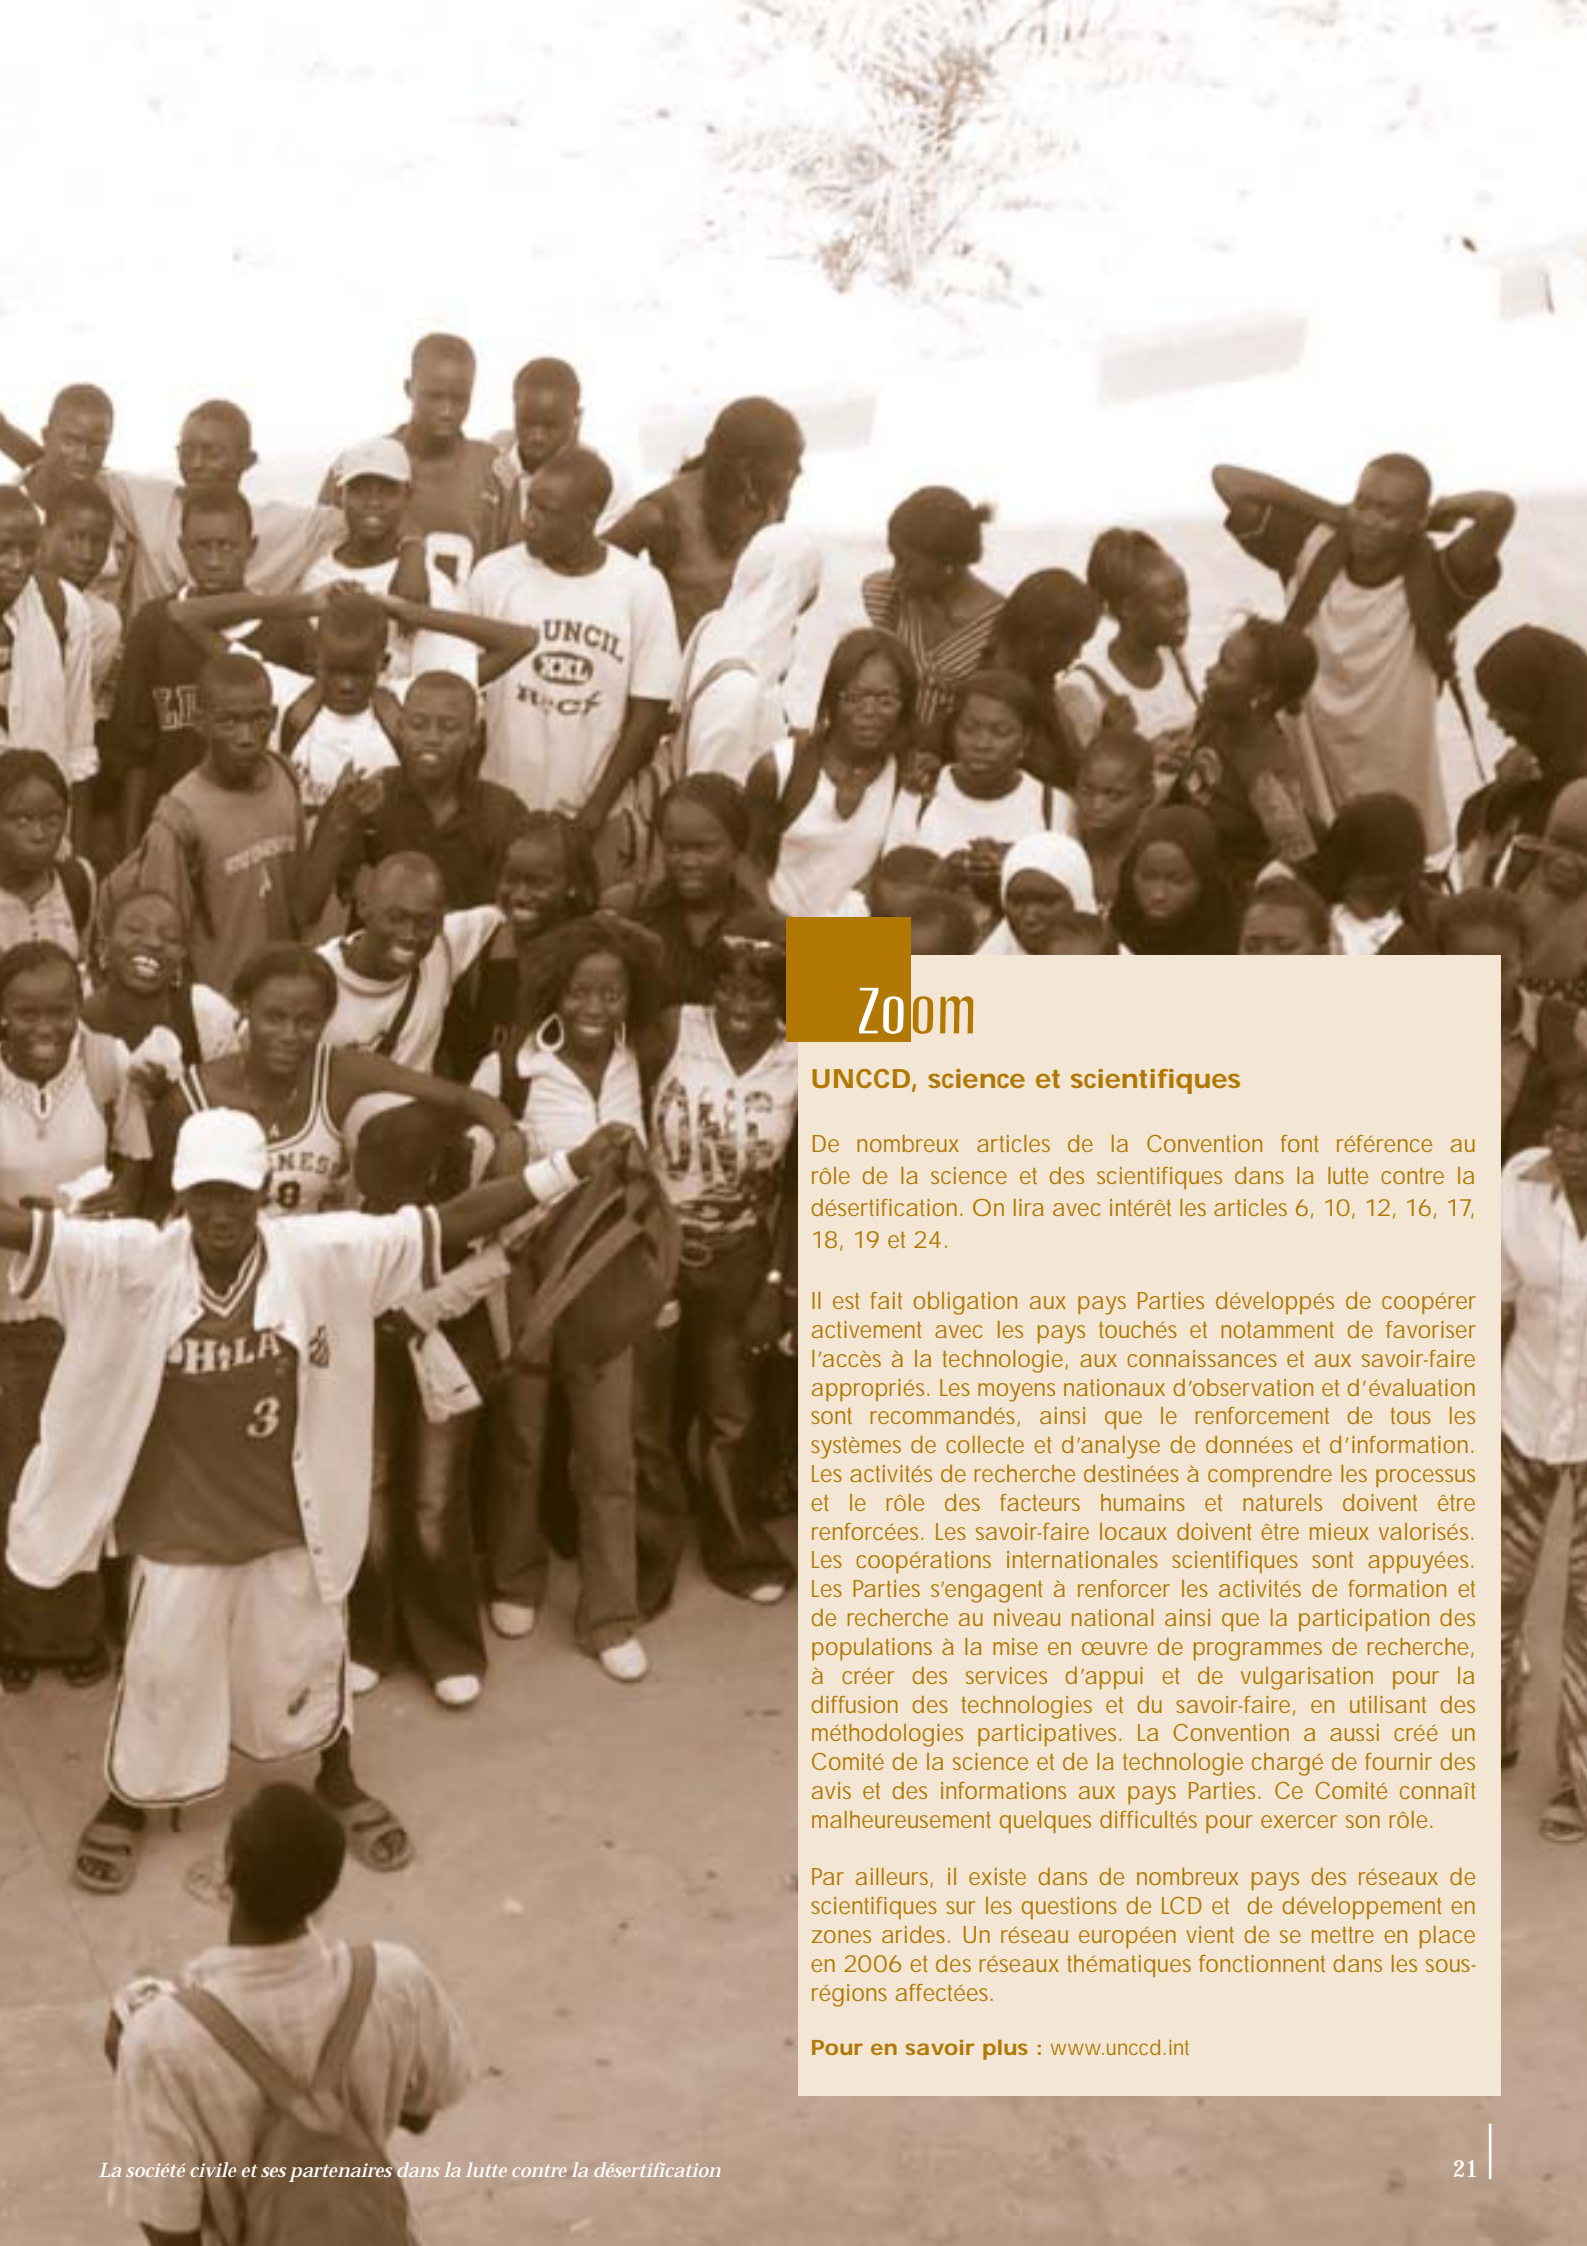 UNCIL
XXL
PHILA
3
NES
8
Zoom
UNCCD, science et scientifiques
De nombreux articles de la Convention font référence au
rôle de la science et des scientifiques dans la lutte contre la
désertification. On lira avec intérêt les articles 6, 10, 12, 16, 17,
18, 19 et 24.
Il est fait obligation aux pays Parties développés de coopérer
activement avec les pays touchés et notamment de favoriser
l'accès à la technologie, aux connaissances et aux savoir-faire
appropriés. Les moyens nationaux d'observation et d'évaluation
sont recommandés, ainsi que le renforcement de tous les
systèmes de collecte et d'analyse de données et d'information.
Les activités de recherche destinées à comprendre les processus
et le rôle des facteurs humains et naturels doivent être
renforcées. Les savoir-faire locaux doivent être mieux valorisés.
Les coopérations internationales scientifiques sont appuyées.
Les Parties s'engagent à renforcer les activités de formation et
de recherche au niveau national ainsi que la participation des
populations à la mise en œuvre de programmes de recherche,
à créer des services d'appui et de vulgarisation pour la
diffusion des technologies et du savoir-faire, en utilisant des
méthodologies participatives. La Convention a aussi créé un
Comité de la science et de la technologie chargé de fournir des
avis et des informations aux pays Parties. Ce Comité connaît
malheureusement quelques difficultés pour exercer son rôle.
Par ailleurs, il existe dans de nombreux pays des réseaux de
scientifiques sur les questions de LCD et de développement en
zones arides. Un réseau européen vient de se mettre en place
en 2006 et des réseaux thématiques fonctionnent dans les sous-
régions affectées.
Pour en savoir plus : www.unccd.int
La société civile et ses partenaires dans la lutte contre la désertification
21